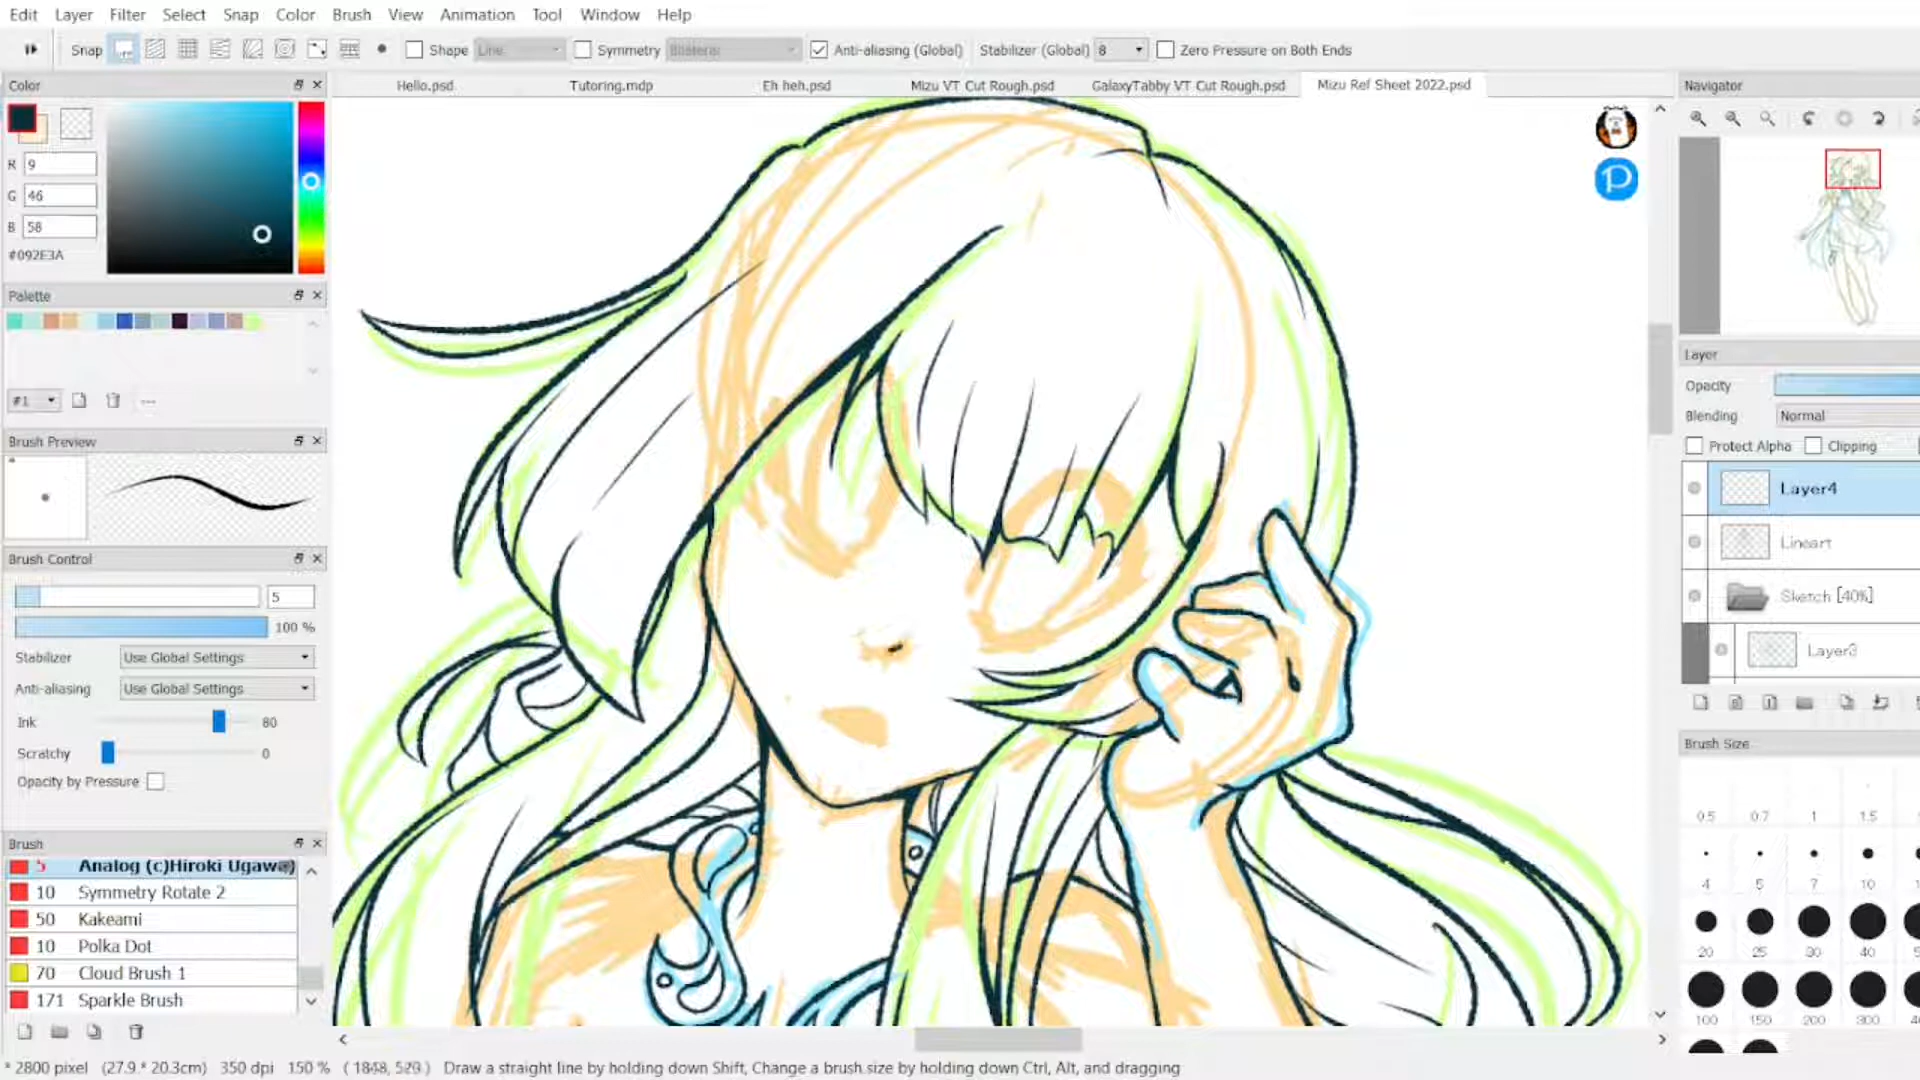 Edit Layer Filter Select Snap Color Brush View Animation Tool Window Help
Snap Shape Line Symmetry Bilateral Anti-aliasing (Global) Stabilizer (Global) 8 Zero Pressure on Both Ends
Color
Hello.psd Tutoring.mdp Eh heh.psd Mizu VT Cut Rough.psd GalaxyTabby VT Cut Rough.psd Mizu Ref Sheet 2022.psd
Navigator
R 9
G 46
B 58
#092E3A
Palette
#1
Brush Preview
Brush Control
5
100 %
Stabilizer Use Global Settings
Anti-aliasing Use Global Settings
Ink 80
Scratchy 0
Opacity by Pressure
Brush
5 Analog (c)Hiroki Ugawa)
10 Symmetry Rotate 2
50 Kakeami
10 Polka Dot
70 Cloud Brush 1
171 Sparkle Brush
Layer
Opacity
Blending Normal
Protect Alpha Clipping
Layer4
Lineart
Sketch [40%]
Layer3
Brush Size
0.5 0.7 1 1.5
4 5 7 10
20 25 30 40
100 150 200 300
* 2800 pixel (27.9 * 20.3cm) 350 dpi 150 % ( 1848, 529 ) Draw a straight line by holding down Shift, Change a brush size by holding down Ctrl, Alt, and dragging